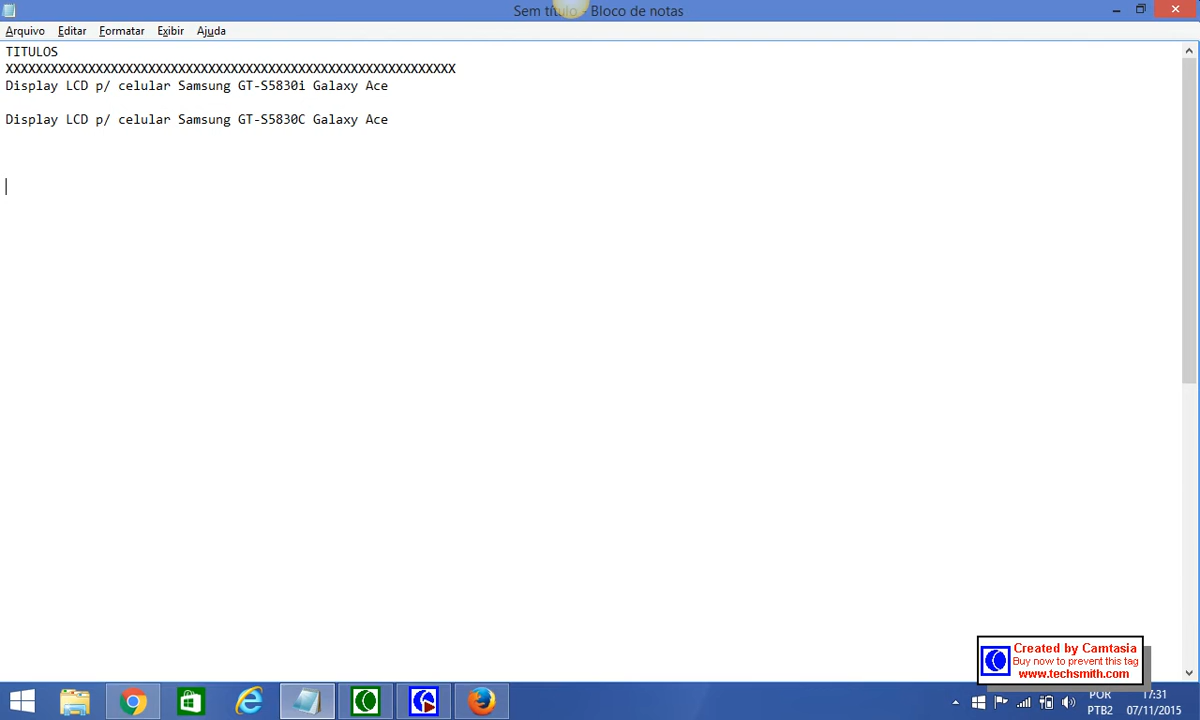 Sem título - Bloco de notas
Arquivo Editar Formatar Exibir Ajuda
TITULOS
XXXXXXXXXXXXXXXXXXXXXXXXXXXXXXXXXXXXXXXXXXXXXXXXXXXXXXXXXXXX
Display LCD p/ celular Samsung GT-S5830i Galaxy Ace
Display LCD p/ celular Samsung GT-S5830C Galaxy Ace
Created by Camtasia
Buy now to prevent this tag
www.techsmith.com
POR 17:31
PTB2 07/11/2015